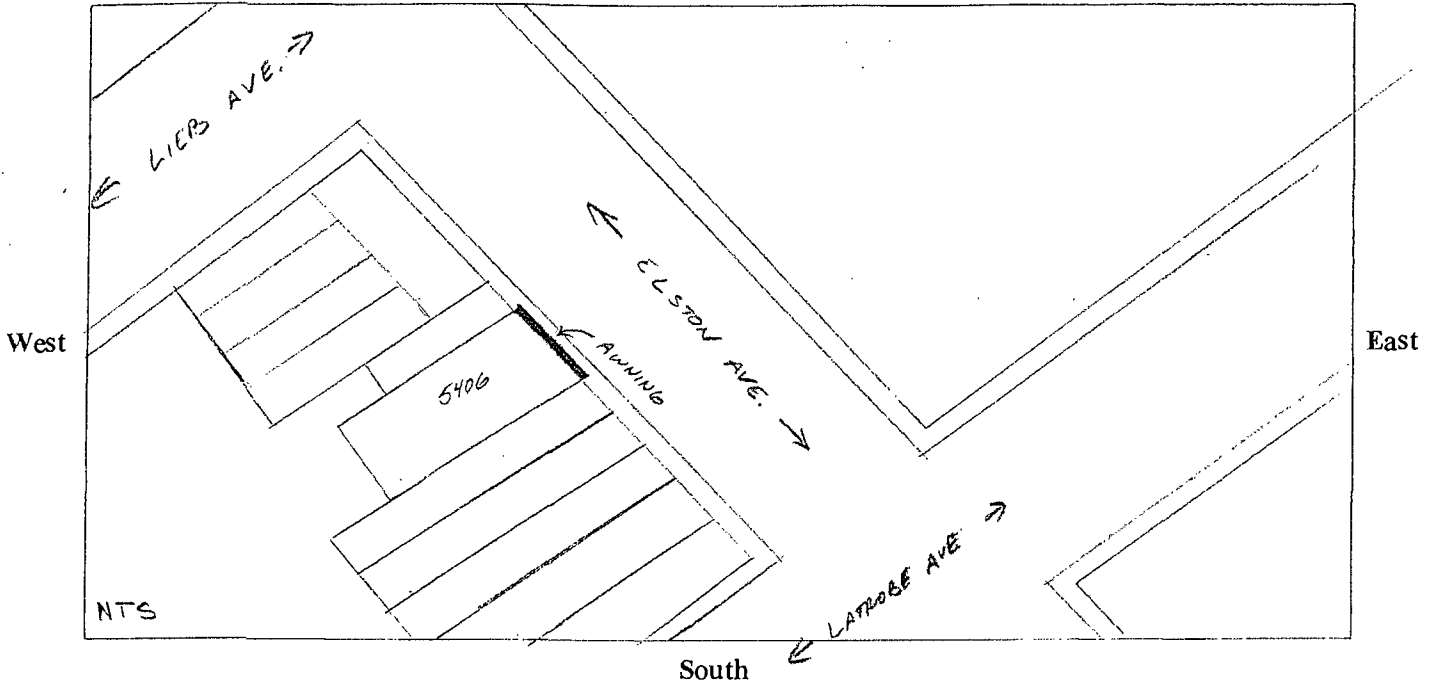 LIEB AVE.
West
East
ELSTON AVE.
AWNING
5406
LATROBE AVE
NTS
South